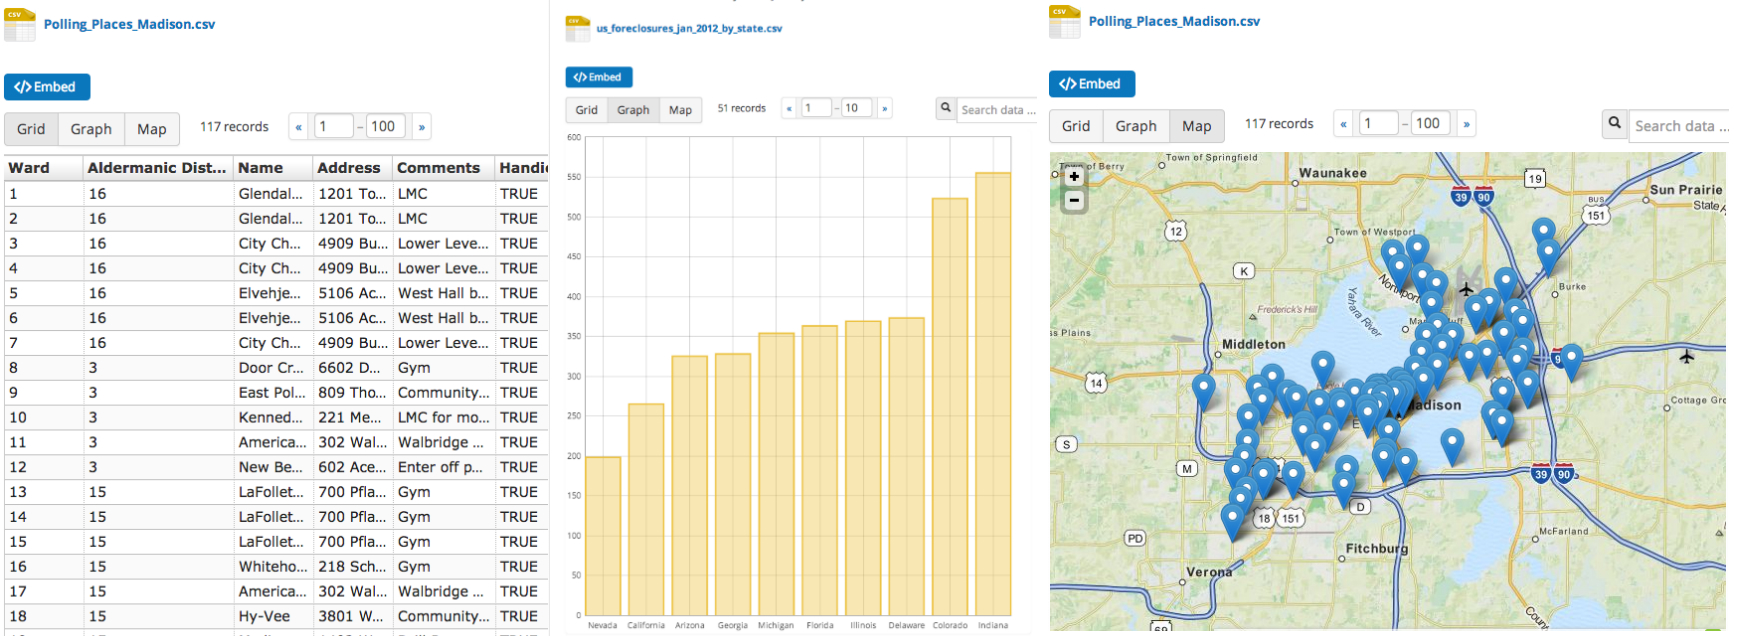 CSV
Polling_Places_Madison.csv
</> Embed
Grid Graph Map 117 records « 1 – 100 »
Ward Aldermanic Dist... Name Address Comments Handi
1 16 Glendal... 1201 To... LMC TRUE
2 16 Glendal... 1201 To... LMC TRUE
3 16 City Ch... 4909 Bu... Lower Leve... TRUE
4 16 City Ch... 4909 Bu... Lower Leve... TRUE
5 16 Elvehje... 5106 Ac... West Hall b... TRUE
6 16 Elvehje... 5106 Ac... West Hall b... TRUE
7 16 City Ch... 4909 Bu... Lower Leve... TRUE
8 3 Door Cr... 6602 D... Gym TRUE
9 3 East Pol... 809 Tho... Community... TRUE
10 3 Kenned... 221 Me... LMC for mo... TRUE
11 3 America... 302 Wal... Walbridge ... TRUE
12 3 New Be... 602 Ace... Enter off p... TRUE
13 15 LaFollet... 700 Pfla... Gym TRUE
14 15 LaFollet... 700 Pfla... Gym TRUE
15 15 LaFollet... 700 Pfla... Gym TRUE
16 15 Whiteho... 218 Sch... Gym TRUE
17 15 America... 302 Wal... Walbridge ... TRUE
18 15 Hy-Vee 3801 W... Community... TRUE
CSV
us_foreclosures_jan_2012_by_state.csv
</> Embed
Grid Graph Map 51 records « 1 – 10 » Search data ...
600
550
500
450
400
350
300
250
200
150
100
50
0
Nevada California Arizona Georgia Michigan Florida Illinois Delaware Colorado Indiana
CSV
Polling_Places_Madison.csv
</> Embed
Grid Graph Map 117 records « 1 – 100 » Search data ...
+
−
of Berry
Town of Springfield
Waunakee
19
39 90
Sun Prairie
State
BUS
151
12
Town of Westport
K
Northport
Burke
Yahara River
Frederick's Hill
ss Plains
Middleton
14
Madison
Cottage Gro
S
M
39 90
18 151
D
PD
McFarland
Fitchburg
Verona
69